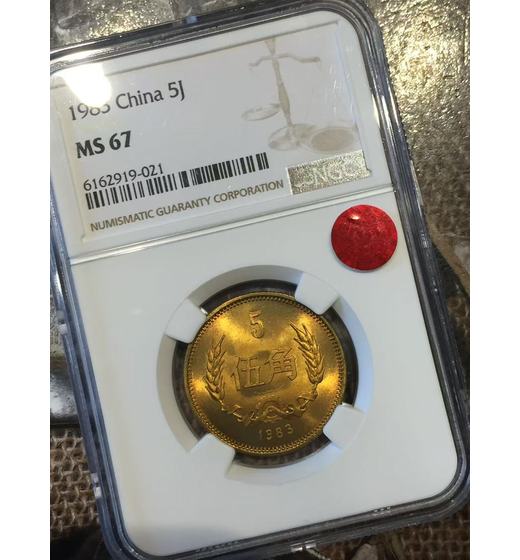 1983 China 5J
MS 67
6162919-021
NGC
NUMISMATIC GUARANTY CORPORATION
5
伍角
1983